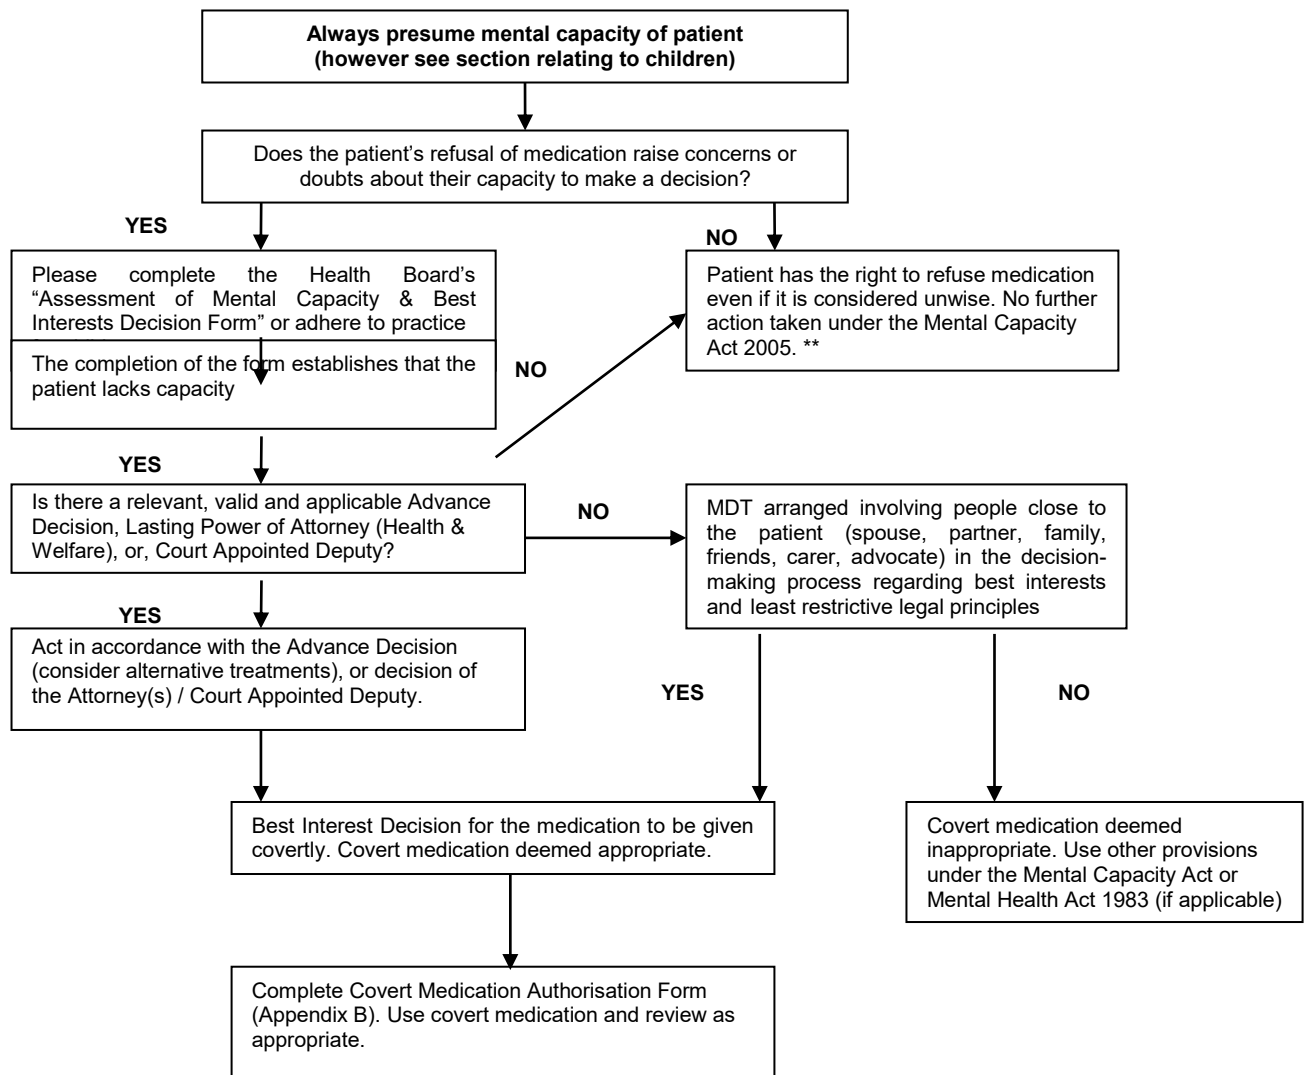 Always presume mental capacity of patient
(however see section relating to children)
Does the patient’s refusal of medication raise concerns or
doubts about their capacity to make a decision?
YES
NO
Please complete the Health Board’s
“Assessment of Mental Capacity & Best
Interests Decision Form” or adhere to practice
Patient has the right to refuse medication
even if it is considered unwise. No further
action taken under the Mental Capacity
Act 2005. **
The completion of the form establishes that the
patient lacks capacity
NO
YES
Is there a relevant, valid and applicable Advance
Decision, Lasting Power of Attorney (Health &
Welfare), or, Court Appointed Deputy?
NO
MDT arranged involving people close to
the patient (spouse, partner, family,
friends, carer, advocate) in the decision-
making process regarding best interests
and least restrictive legal principles
YES
Act in accordance with the Advance Decision
(consider alternative treatments), or decision of
the Attorney(s) / Court Appointed Deputy.
YES
NO
Best Interest Decision for the medication to be given
covertly. Covert medication deemed appropriate.
Covert medication deemed
inappropriate. Use other provisions
under the Mental Capacity Act or
Mental Health Act 1983 (if applicable)
Complete Covert Medication Authorisation Form
(Appendix B). Use covert medication and review as
appropriate.